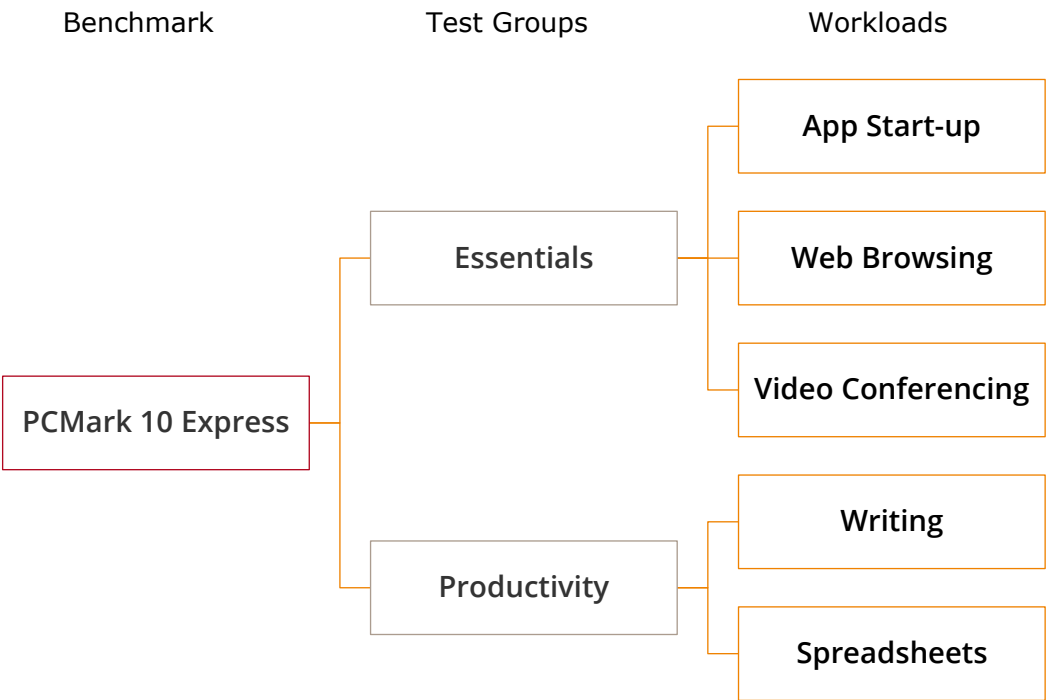 Benchmark
Test Groups
Workloads
App Start-up
Essentials
Web Browsing
Video Conferencing
PCMark 10 Express
Writing
Productivity
Spreadsheets